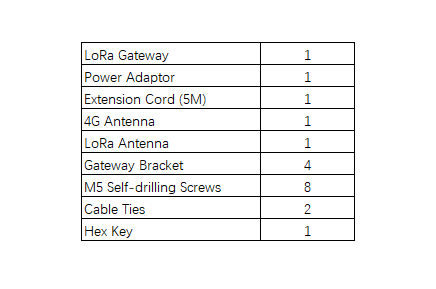 LoRa Gateway 1
Power Adaptor 1
Extension Cord (5M) 1
4G Antenna 1
LoRa Antenna 1
Gateway Bracket 4
M5 Self-drilling Screws 8
Cable Ties 2
Hex Key 1